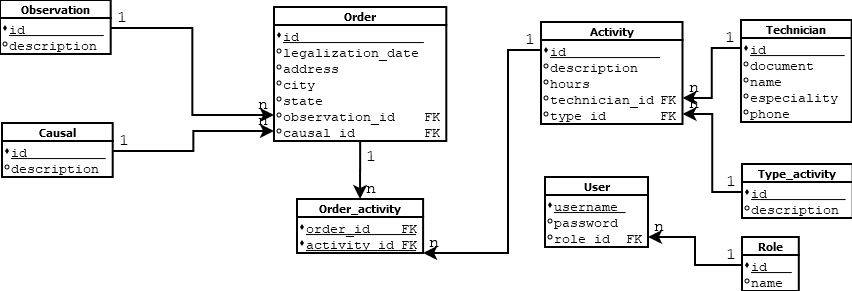 Observation
id
description
1
Causal
id
description
1
Order
id
legalization_date
address
city
state
observation_id FK
causal_id FK
n
n
1
n
Order_activity
order_id FK
activity_id FK
n
1
Activity
id
description
hours
technician_id FK
type_id FK
n
n
1
Technician
id
document
name
especiality
phone
1
Type_activity
id
description
User
username
password
role_id FK
n
1
Role
id
name